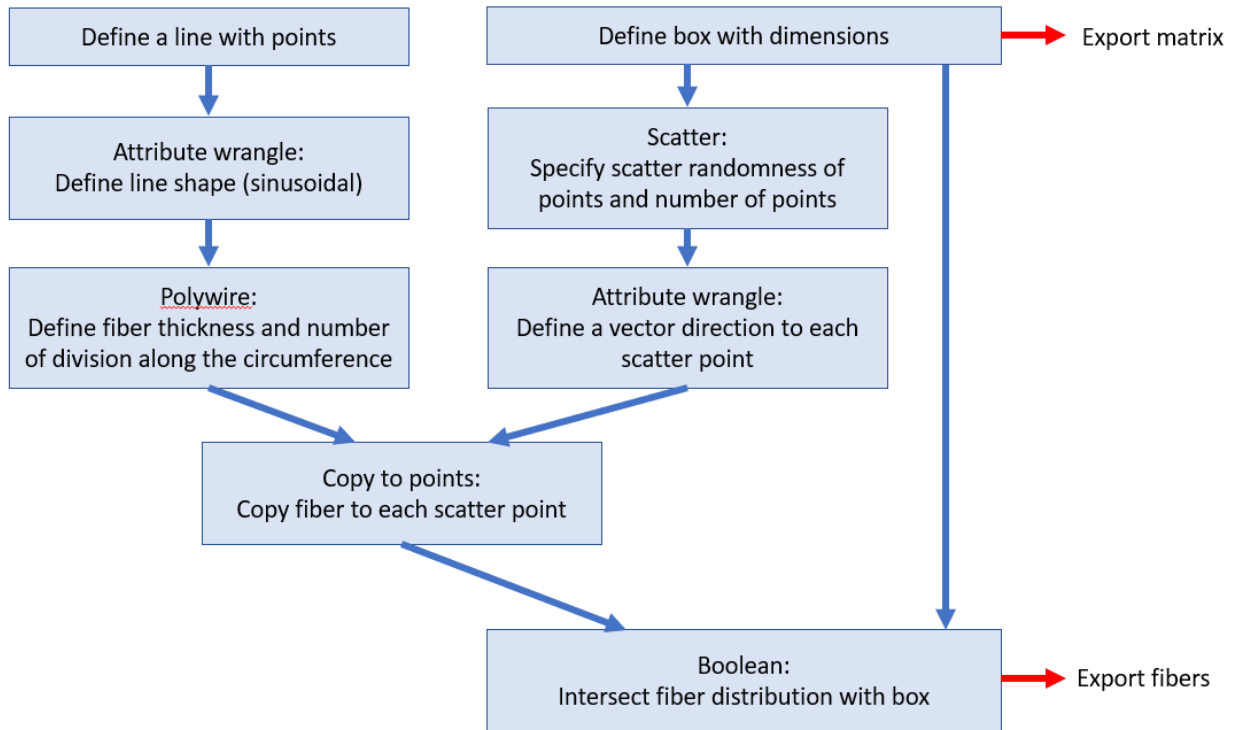 Define a line with points
Define box with dimensions
Export matrix
Attribute wrangle:
Define line shape (sinusoidal)
Scatter:
Specify scatter randomness of
points and number of points
Polywire:
Define fiber thickness and number
of division along the circumference
Attribute wrangle:
Define a vector direction to each
scatter point
Copy to points:
Copy fiber to each scatter point
Boolean:
Intersect fiber distribution with box
Export fibers